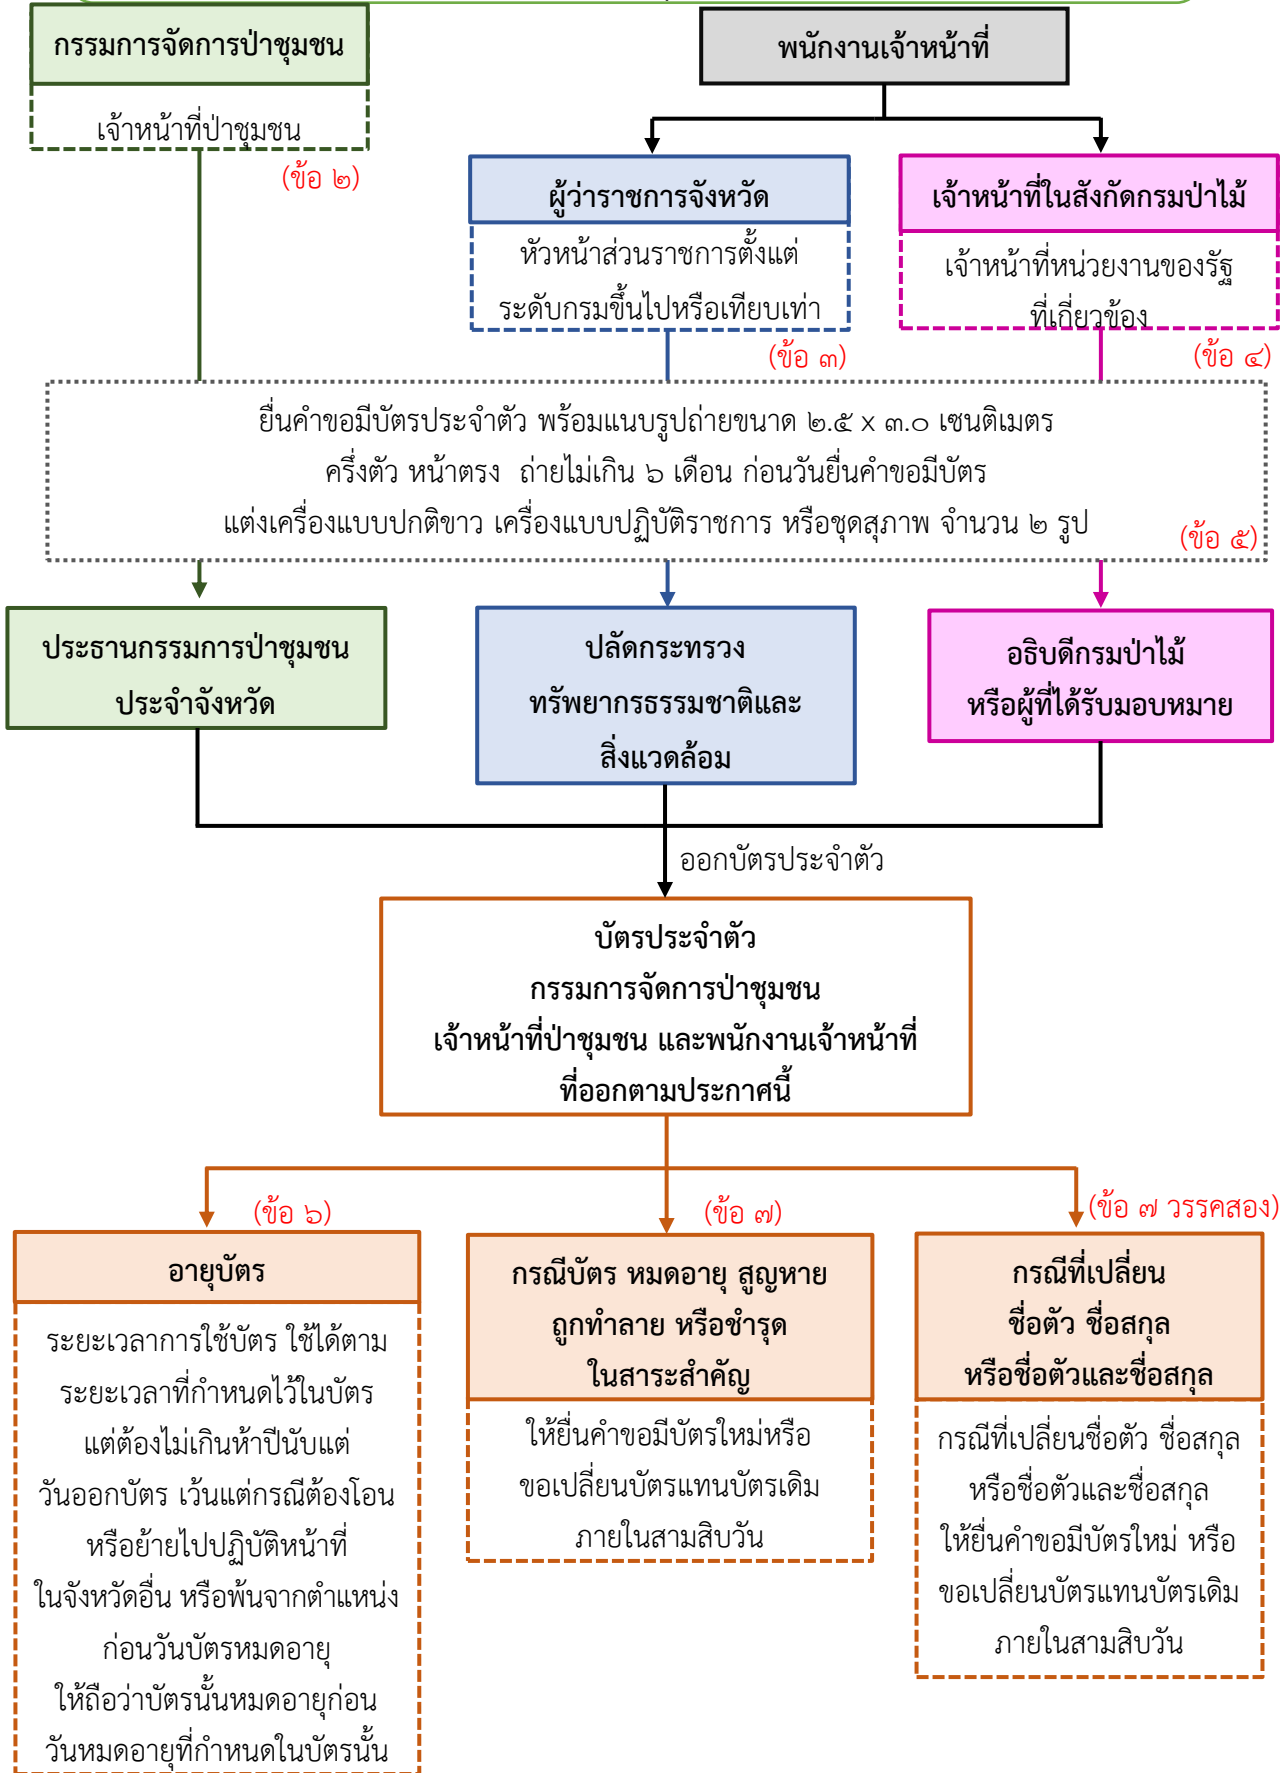 กรรมการจัดการป่าชุมชน
เจ้าหน้าที่ป่าชุมชน
(ข้อ ๒)
พนักงานเจ้าหน้าที่
ผู้ว่าราชการจังหวัด
หัวหน้าส่วนราชการตั้งแต่
ระดับกรมขึ้นไปหรือเทียบเท่า
(ข้อ ๓)
เจ้าหน้าที่ในสังกัดกรมป่าไม้
เจ้าหน้าที่หน่วยงานของรัฐ
ที่เกี่ยวข้อง
(ข้อ ๔)
ยื่นคำขอมีบัตรประจำตัว พร้อมแนบรูปถ่ายขนาด ๒.๕ x ๓.๐ เซนติเมตร
ครึ่งตัว หน้าตรง ถ่ายไม่เกิน ๖ เดือน ก่อนวันยื่นคำขอมีบัตร
แต่งเครื่องแบบปกติขาว เครื่องแบบปฏิบัติราชการ หรือชุดสุภาพ จำนวน ๒ รูป
(ข้อ ๕)
ประธานกรรมการป่าชุมชน
ประจำจังหวัด
ปลัดกระทรวง
ทรัพยากรธรรมชาติและ
สิ่งแวดล้อม
อธิบดีกรมป่าไม้
หรือผู้ที่ได้รับมอบหมาย
ออกบัตรประจำตัว
บัตรประจำตัว
กรรมการจัดการป่าชุมชน
เจ้าหน้าที่ป่าชุมชน และพนักงานเจ้าหน้าที่
ที่ออกตามประกาศนี้
(ข้อ ๖)
อายุบัตร
ระยะเวลาการใช้บัตร ใช้ได้ตาม
ระยะเวลาที่กำหนดไว้ในบัตร
แต่ต้องไม่เกินห้าปีนับแต่
วันออกบัตร เว้นแต่กรณีต้องโอน
หรือย้ายไปปฏิบัติหน้าที่
ในจังหวัดอื่น หรือพ้นจากตำแหน่ง
ก่อนวันบัตรหมดอายุ
ให้ถือว่าบัตรนั้นหมดอายุก่อน
วันหมดอายุที่กำหนดในบัตรนั้น
(ข้อ ๗)
กรณีบัตร หมดอายุ สูญหาย
ถูกทำลาย หรือชำรุด
ในสาระสำคัญ
ให้ยื่นคำขอมีบัตรใหม่หรือ
ขอเปลี่ยนบัตรแทนบัตรเดิม
ภายในสามสิบวัน
(ข้อ ๗ วรรคสอง)
กรณีที่เปลี่ยน
ชื่อตัว ชื่อสกุล
หรือชื่อตัวและชื่อสกุล
กรณีที่เปลี่ยนชื่อตัว ชื่อสกุล
หรือชื่อตัวและชื่อสกุล
ให้ยื่นคำขอมีบัตรใหม่ หรือ
ขอเปลี่ยนบัตรแทนบัตรเดิม
ภายในสามสิบวัน